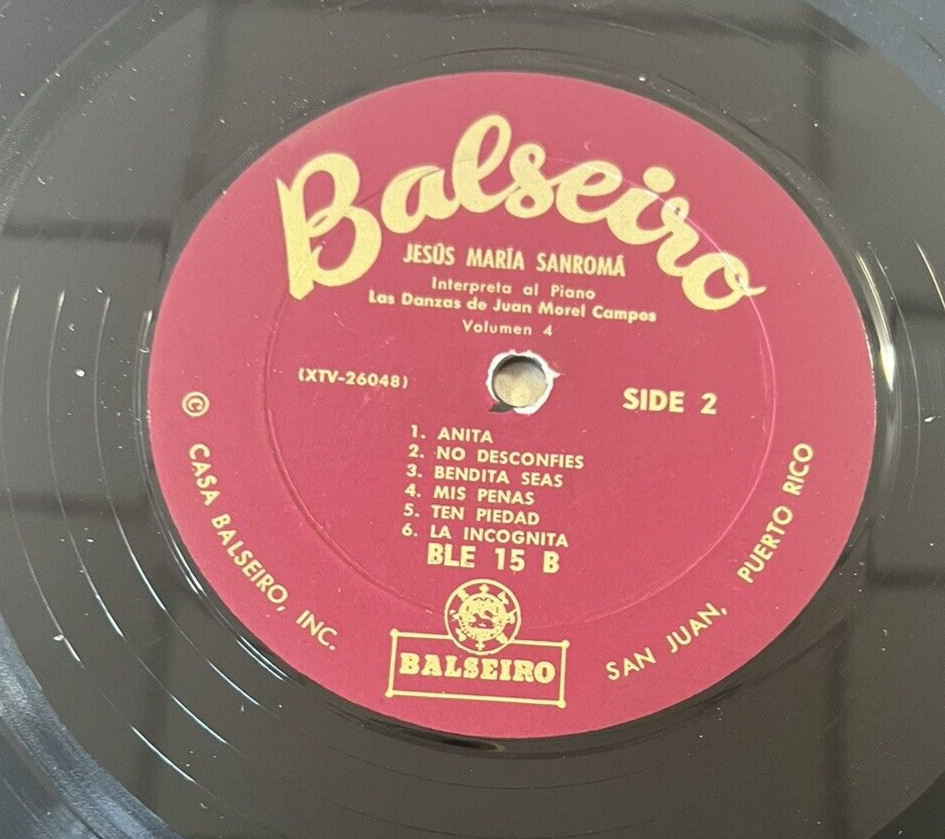 Balseiro
JESÚS MARÍA SANROMÁ
Interpreta al Piano
Las Danzas de Juan Morel Campos
Volumen 4
(XTV-26048)
SIDE 2
1. ANITA
2. NO DESCONFIES
3. BENDITA SEAS
4. MIS PENAS
5. TEN PIEDAD
6. LA INCOGNITA
BLE 15 B
BALSEIRO
© CASA BALSEIRO, INC.
SAN JUAN, PUERTO RICO